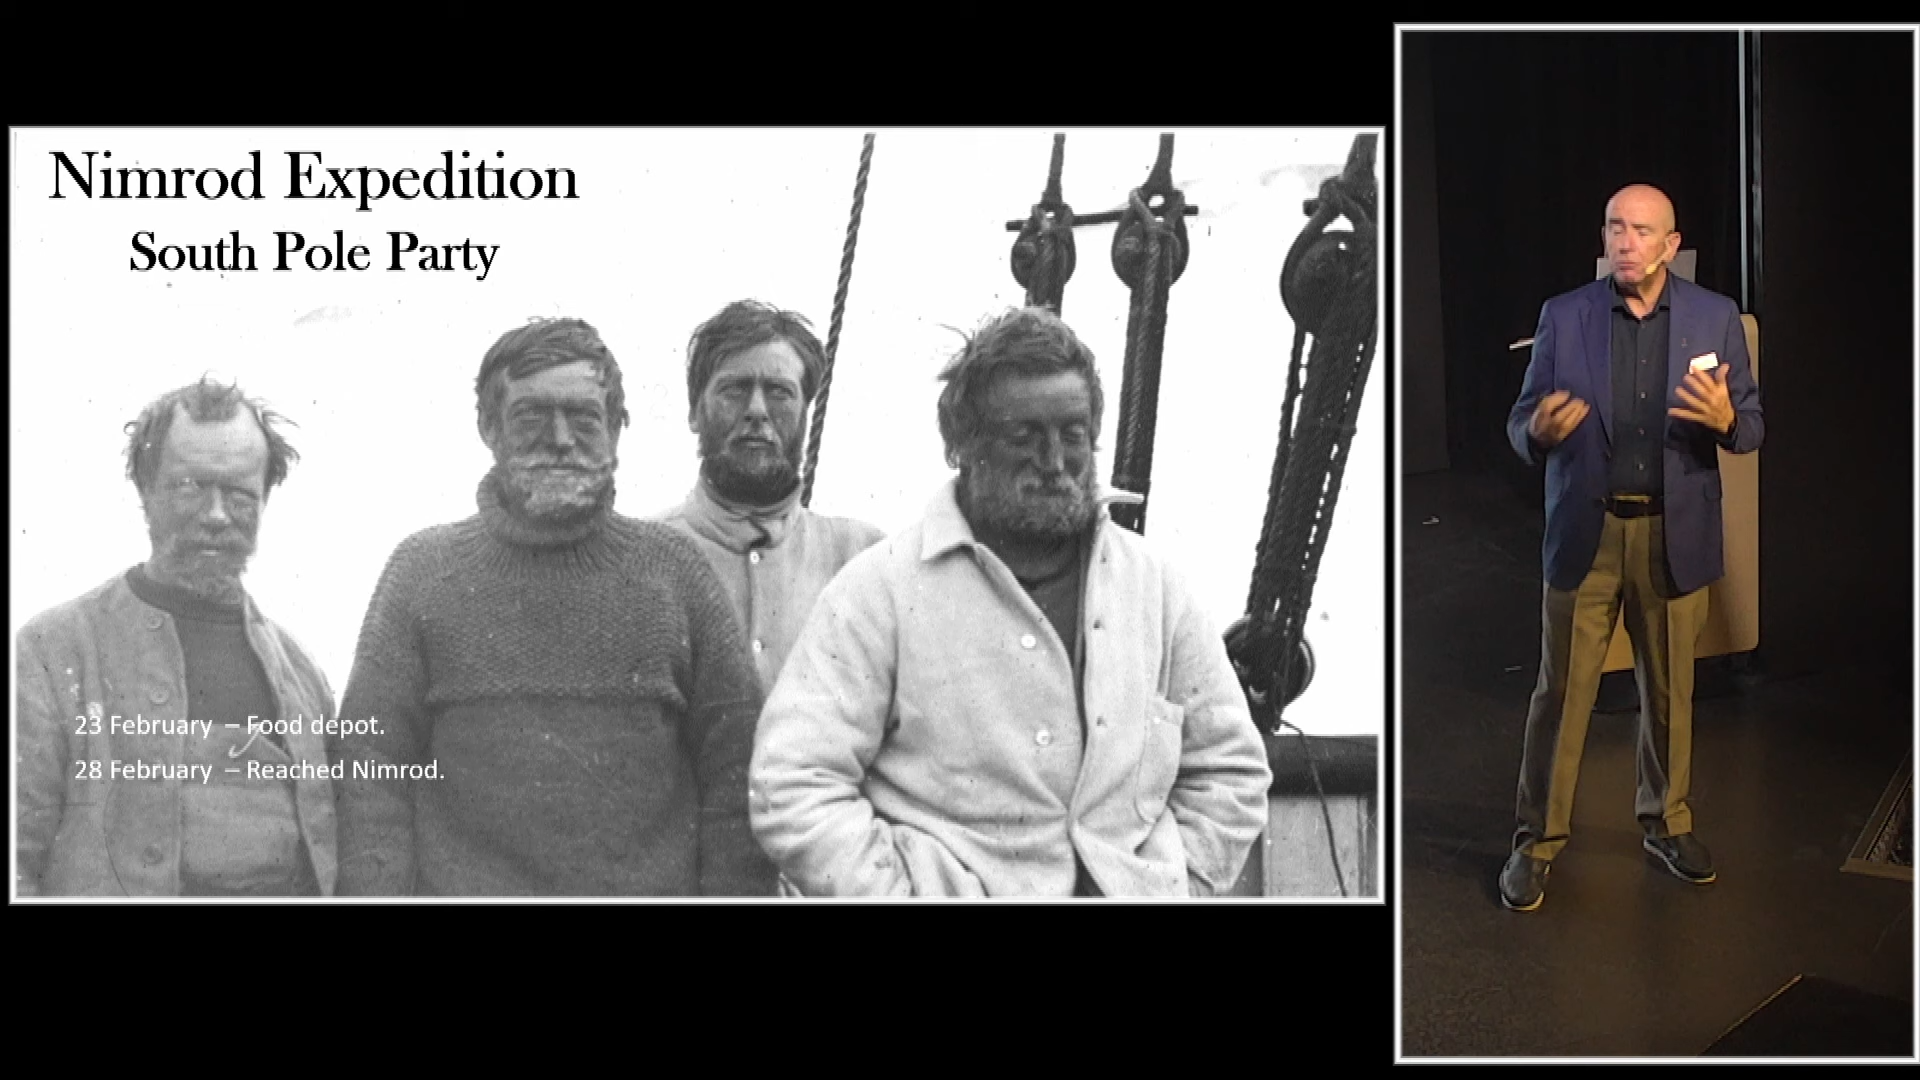 Nimrod Expedition
South Pole Party
23 February – Food depot.
28 February – Reached Nimrod.